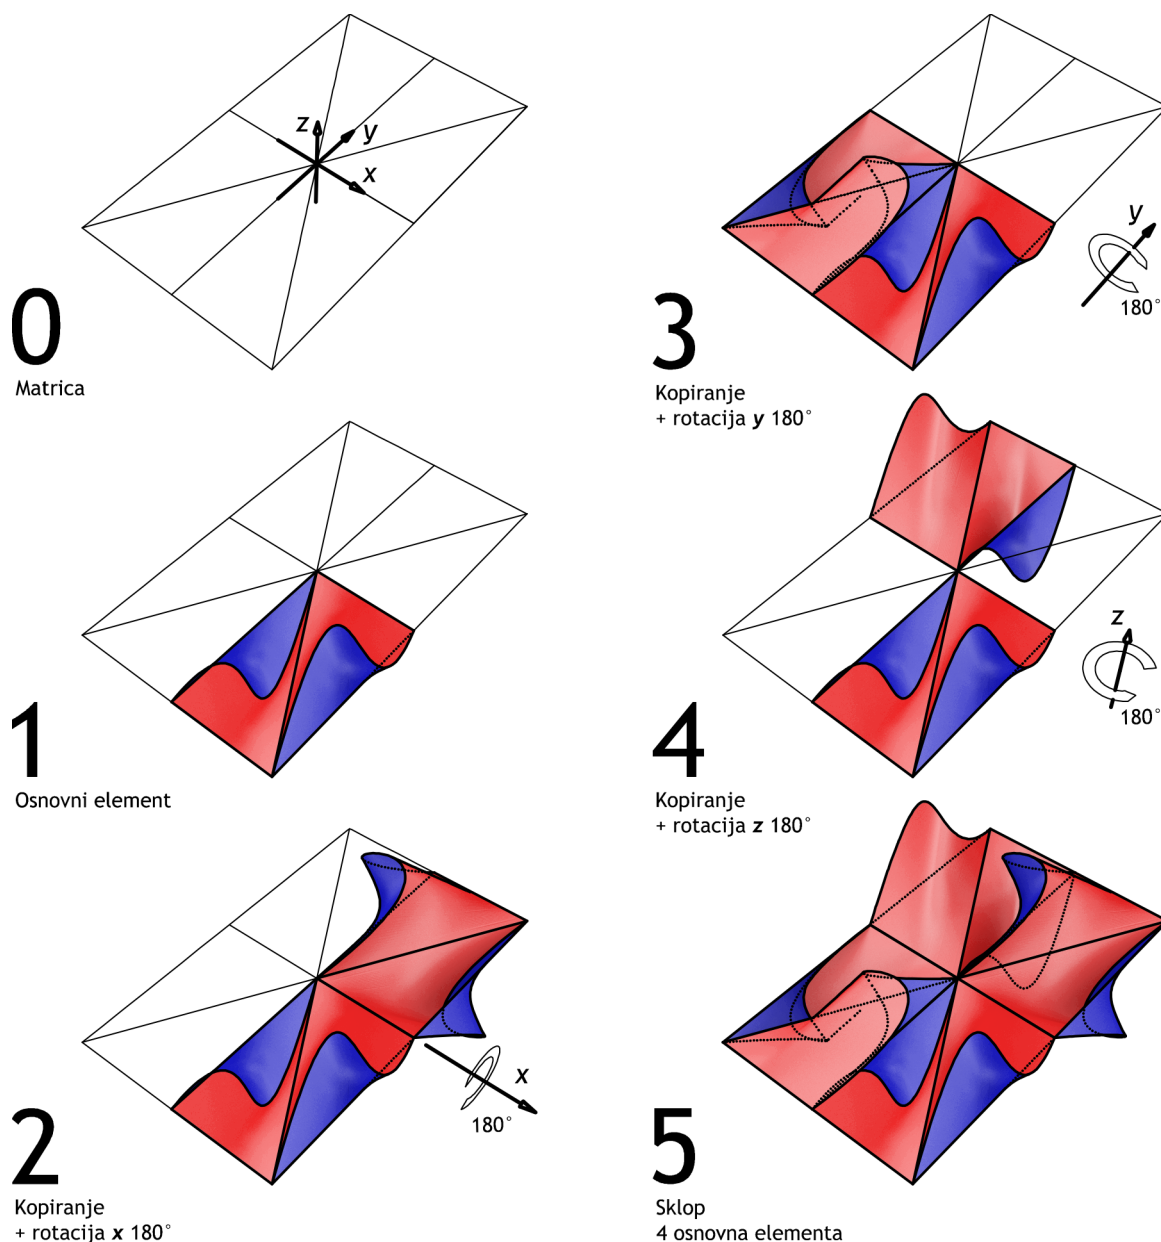 z
y
x
0
Matrica
1
Osnovni element
2
Kopiranje
+ rotacija x 180°
x
180°
3
Kopiranje
+ rotacija y 180°
y
180°
4
Kopiranje
+ rotacija z 180°
z
180°
5
Sklop
4 osnovna elementa